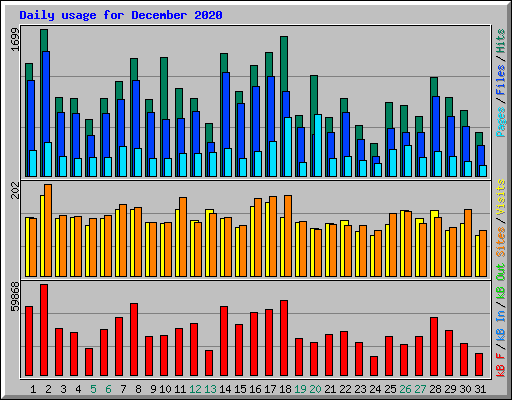 Daily usage for December 2020
1699
Pages / Files / Hits
202
Sites / Visits
59868
kB F / kB In / kB Out
1 2 3 4 5 6 7 8 9 10 11 12 13 14 15 16 17 18 19 20 21 22 23 24 25 26 27 28 29 30 31